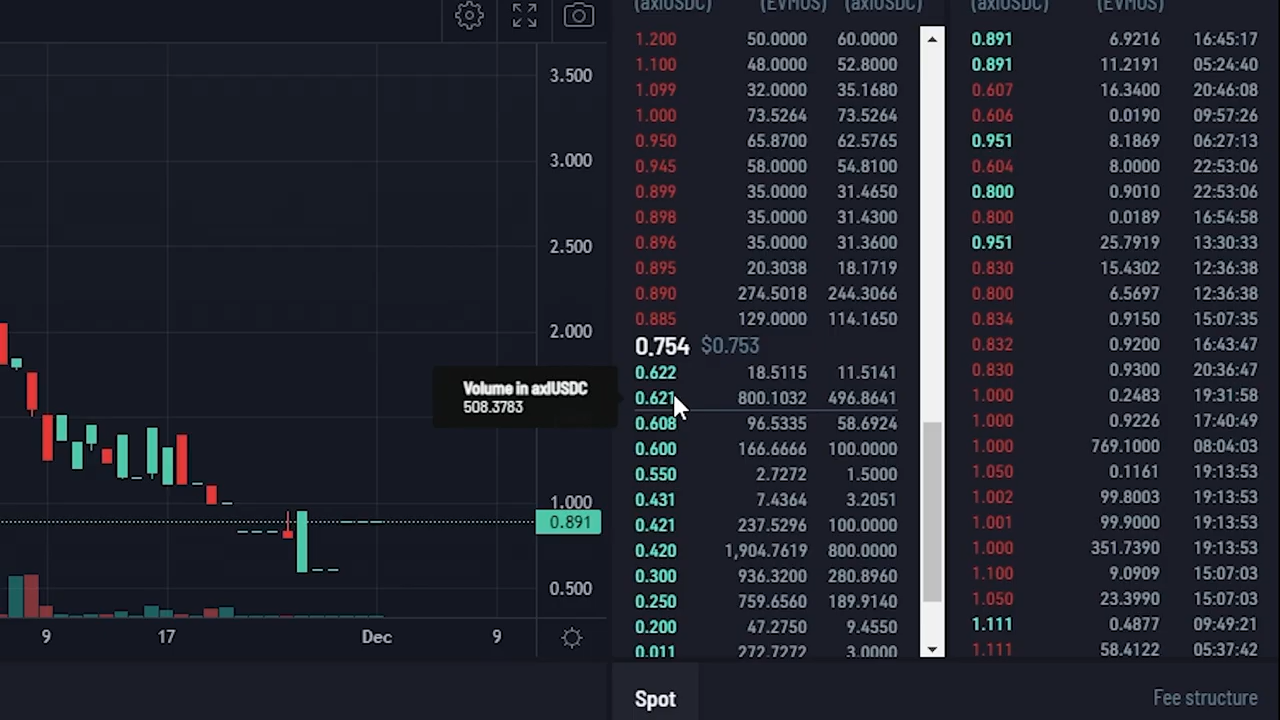 (axlUSDC) (EVMOS) (axlUSDC) (axlUSDC) (EVMOS)
3.500
3.000
2.500
2.000
1.000
0.891
0.500
9 17 Dec 9
Volume in axlUSDC
508.3783
1.200 50.0000 60.0000
1.100 48.0000 52.8000
1.099 32.0000 35.1680
1.000 73.5264 73.5264
0.950 65.8700 62.5765
0.945 58.0000 54.8100
0.899 35.0000 31.4650
0.898 35.0000 31.4300
0.896 35.0000 31.3600
0.895 20.3038 18.1719
0.890 274.5018 244.3066
0.885 129.0000 114.1650
0.754 $0.753
0.622 18.5115 11.5141
0.621 800.1032 496.8641
0.608 96.5335 58.6924
0.600 166.6666 100.0000
0.550 2.7272 1.5000
0.431 7.4364 3.2051
0.421 237.5296 100.0000
0.420 1,904.7619 800.0000
0.300 936.3200 280.8960
0.250 759.6560 189.9140
0.200 47.2750 9.4550
0.011 272.7272 3.0000
0.891 6.9216 16:45:17
0.891 11.2191 05:24:40
0.607 16.3400 20:46:08
0.606 0.0190 09:57:26
0.951 8.1869 06:27:13
0.604 8.0000 22:53:06
0.800 0.9010 22:53:06
0.800 0.0189 16:54:58
0.951 25.7919 13:30:33
0.830 15.4302 12:36:38
0.800 6.5697 12:36:38
0.834 0.9150 15:07:35
0.832 0.9200 16:43:47
0.830 0.9300 20:36:47
1.000 0.2483 19:31:58
1.000 0.9226 17:40:49
1.000 769.1000 08:04:03
1.050 0.1161 19:13:53
1.002 99.8003 19:13:53
1.001 99.9000 19:13:53
1.000 351.7390 19:13:53
1.100 9.0909 15:07:03
1.050 23.3990 15:07:03
1.111 0.4877 09:49:21
1.111 58.4122 05:37:42
Spot
Fee structure